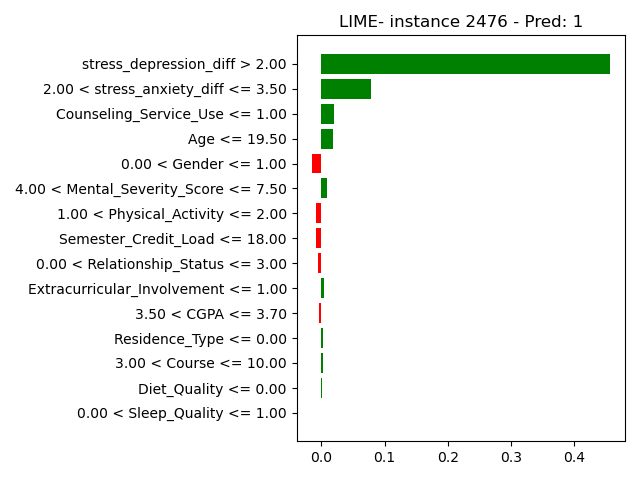 LIME- instance 2476 - Pred: 1
stress_depression_diff > 2.00
2.00 < stress_anxiety_diff <= 3.50
Counseling_Service_Use <= 1.00
Age <= 19.50
0.00 < Gender <= 1.00
4.00 < Mental_Severity_Score <= 7.50
1.00 < Physical_Activity <= 2.00
Semester_Credit_Load <= 18.00
0.00 < Relationship_Status <= 3.00
Extracurricular_Involvement <= 1.00
3.50 < CGPA <= 3.70
Residence_Type <= 0.00
3.00 < Course <= 10.00
Diet_Quality <= 0.00
0.00 < Sleep_Quality <= 1.00
0.0 0.1 0.2 0.3 0.4